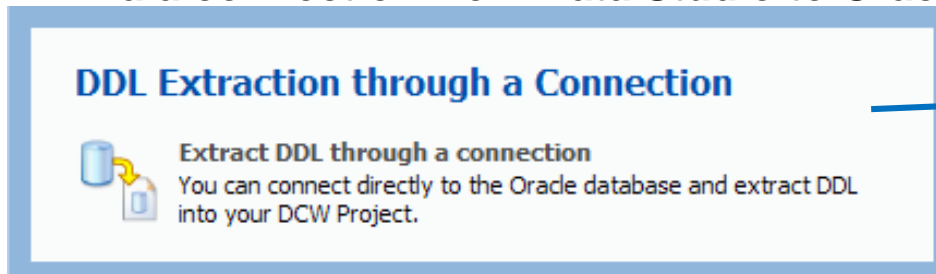 DDL Extraction through a Connection
Extract DDL through a connection
You can connect directly to the Oracle database and extract DDL
into your DCW Project.